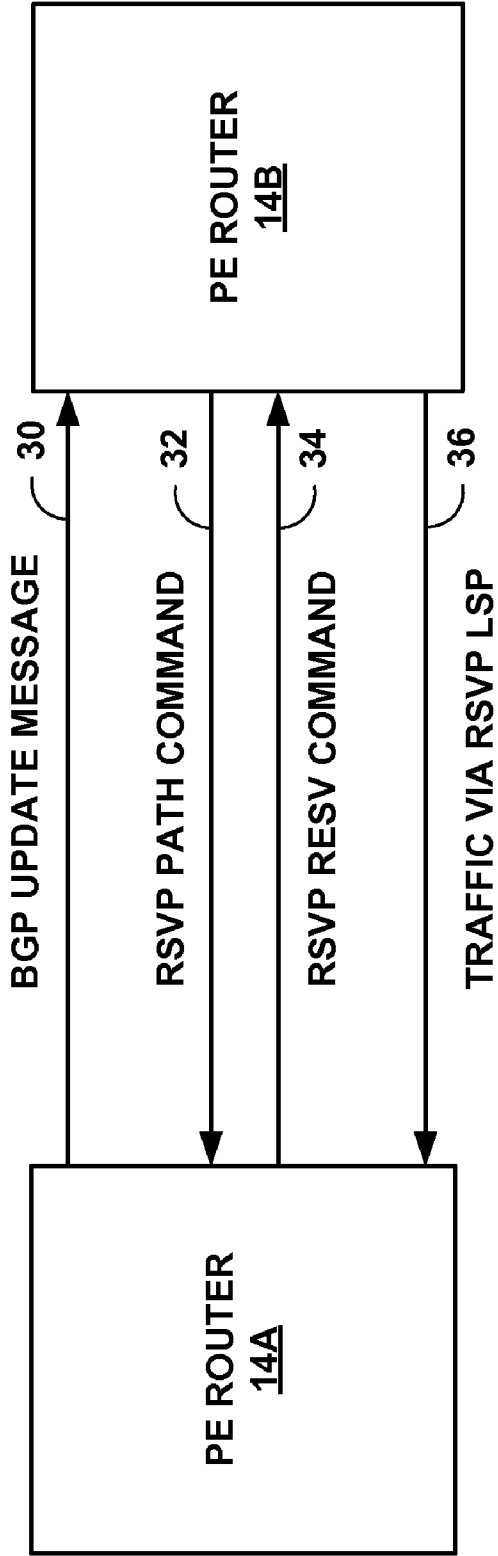 PE ROUTER
14A
BGP UPDATE MESSAGE
30
RSVP PATH COMMAND
32
RSVP RESV COMMAND
34
TRAFFIC VIA RSVP LSP
36
PE ROUTER
14B